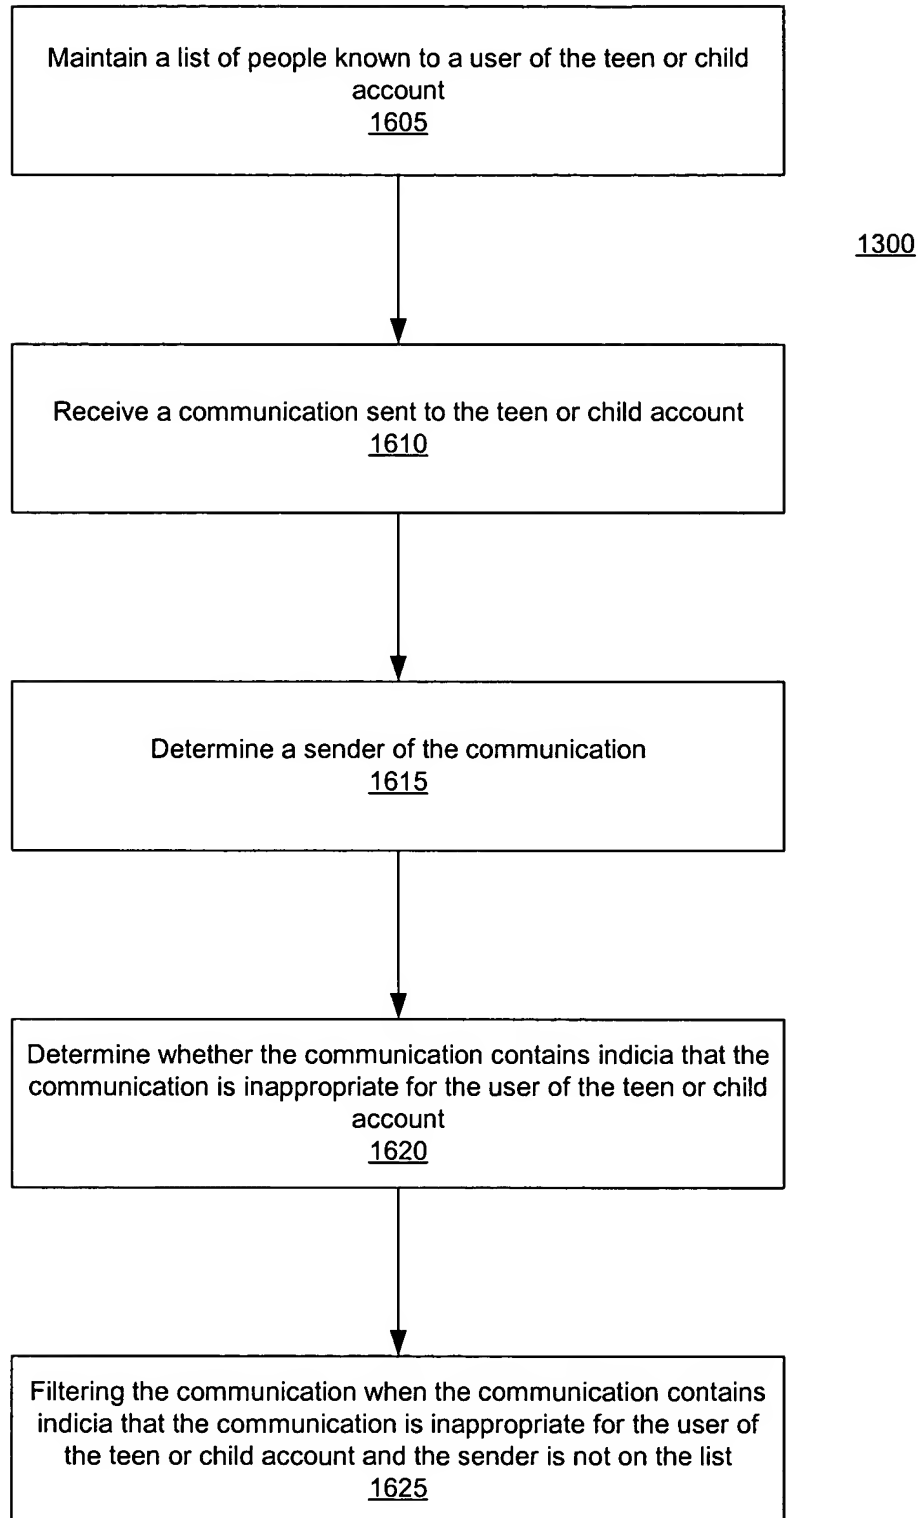 Maintain a list of people known to a user of the teen or child
account
1605
1300
Receive a communication sent to the teen or child account
1610
Determine a sender of the communication
1615
Determine whether the communication contains indicia that the
communication is inappropriate for the user of the teen or child
account
1620
Filtering the communication when the communication contains
indicia that the communication is inappropriate for the user of
the teen or child account and the sender is not on the list
1625